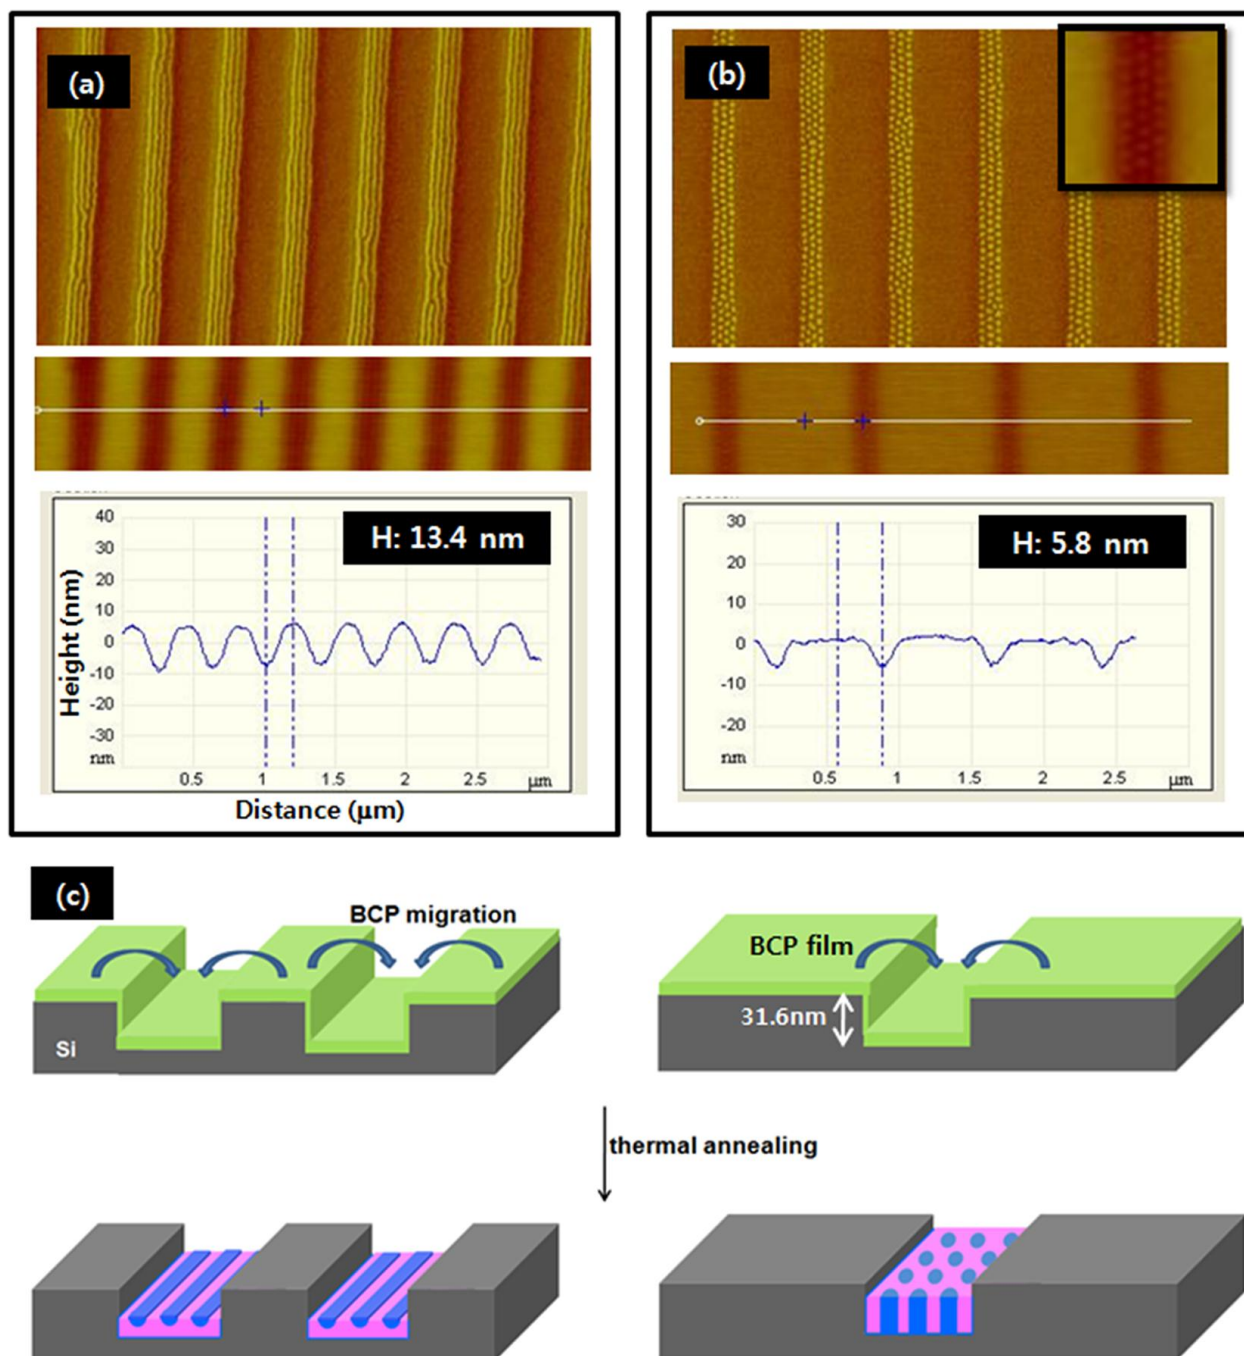 (a)
H: 13.4 nm
40
30
20
10
0
-10
-20
-30
nm
Height (nm)
0.5
1
1.5
2
2.5
μm
Distance (μm)
(b)
H: 5.8 nm
30
20
10
0
-10
-20
nm
0.5
1
1.5
2
2.5
μm
(c)
BCP migration
Si
BCP film
31.6nm
thermal annealing